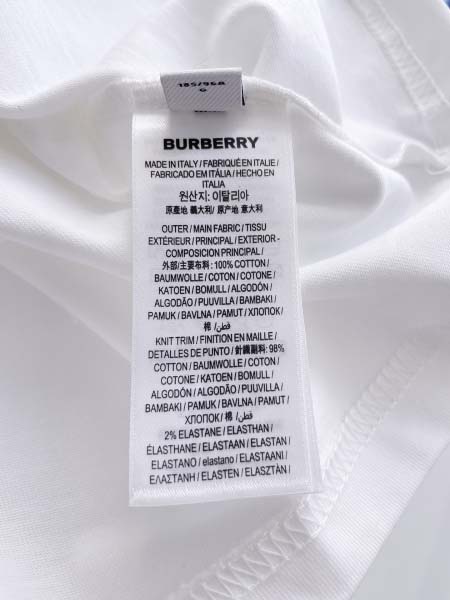 185/96A
BURBERRY
MADE IN ITALY / FABRIQUÉ EN ITALIE /
FABRICADO EM ITÁLIA / HECHO EN
ITALIA
원산지: 이탈리아
原產地 義大利/ 原产地 意大利
OUTER / MAIN FABRIC / TISSU
EXTÉRIEUR / PRINCIPAL / EXTERIOR -
COMPOSICIÓN PRINCIPAL /
外部/主要布料: 100% COTTON /
BAUMWOLLE / COTON / COTONE /
KATOEN / BOMULL / ALGODÓN /
ALGODÃO / PUUVILLA / BAMBAKI /
PAMUK / BAVLNA / PAMUT / ХЛОПОК /
棉 / قطن /
KNIT TRIM / FINITION EN MAILLE /
DETALLES DE PUNTO / 針織副料: 98%
COTTON / BAUMWOLLE / COTON /
COTONE / KATOEN / BOMULL /
ALGODÓN / ALGODÃO / PUUVILLA /
BAMBAKI / PAMUK / BAVLNA / PAMUT /
ХЛОПОК / 棉 / قطن /
2% ELASTANE / ELASTHAN /
ÉLASTHANE / ELASTAAN / ELASTAN /
ELASTANO / elastano / ELASTAANI /
ΕΛΑΣΤΑΝΗ / ELASTEN / ELASZTÁN /